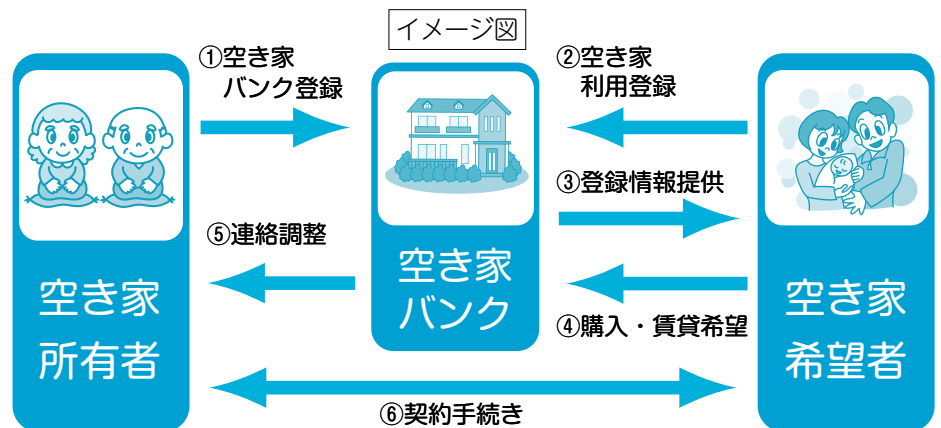 イメージ図
①空き家
バンク登録
②空き家
利用登録
③登録情報提供
⑤連絡調整
④購入・賃貸希望
⑥契約手続き
空き家
所有者
空き家
バンク
空き家
希望者